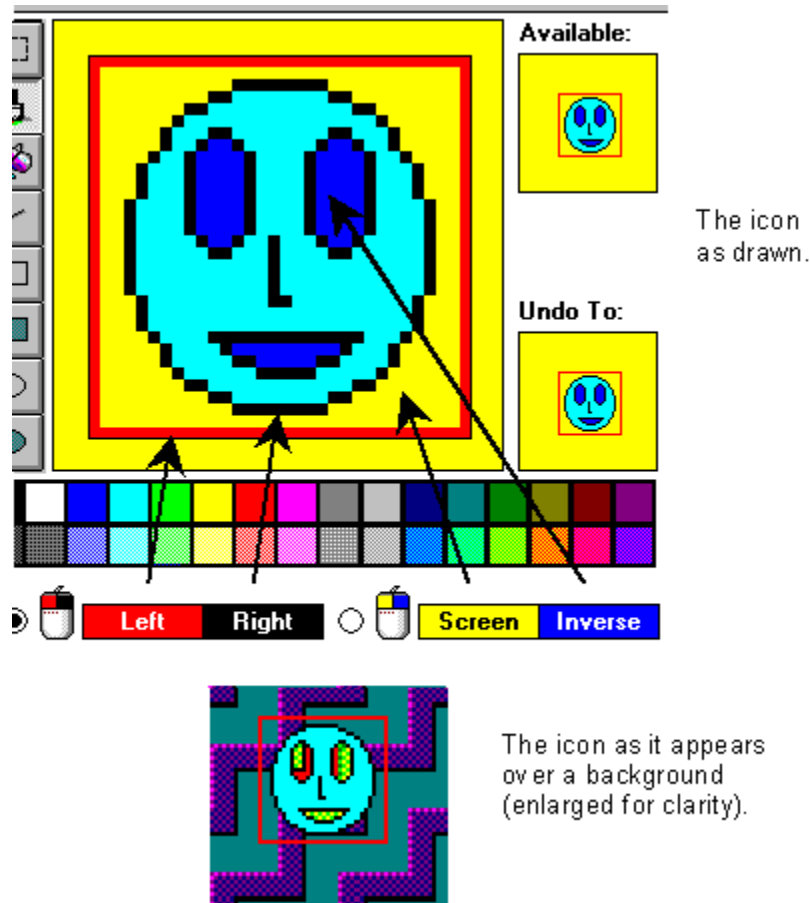 Available:
The icon
as drawn.
Undo To:
Left Right Screen Inverse
The icon as it appears
over a background
(enlarged for clarity).